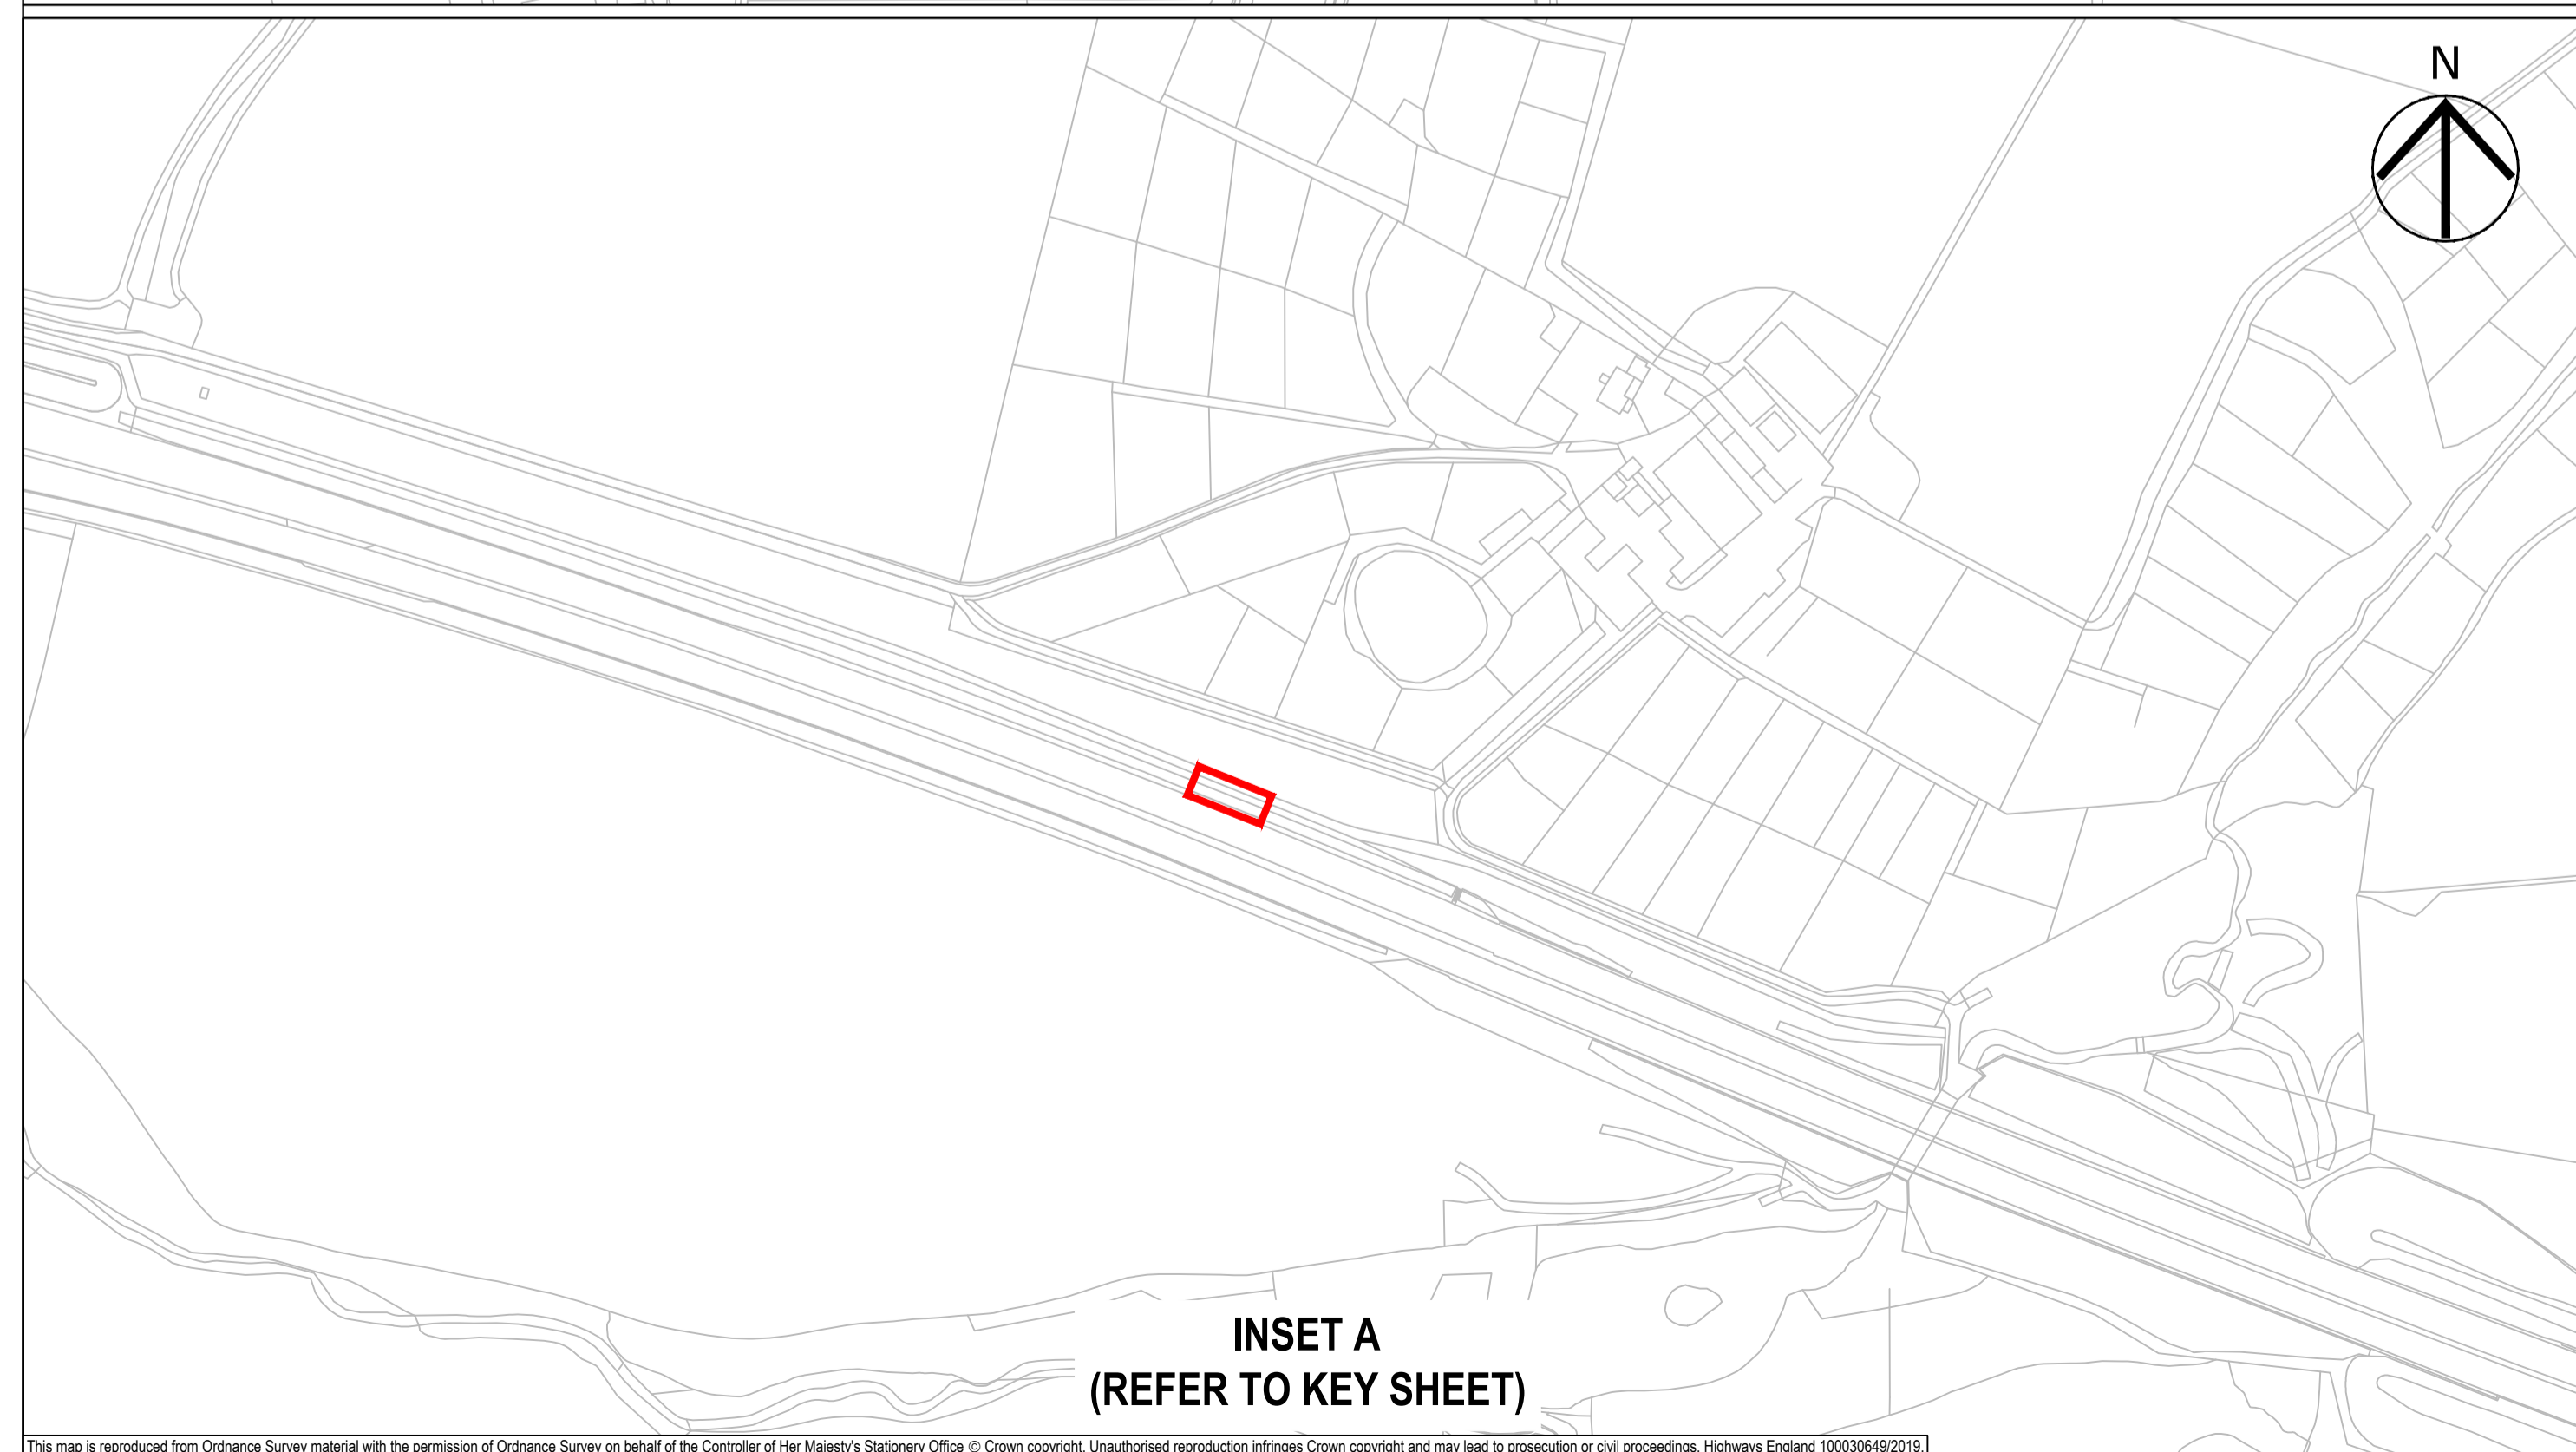 N
INSET A
(REFER TO KEY SHEET)
This map is reproduced from Ordnance Survey material with the permission of Ordnance Survey on behalf of the Controller of Her Majesty's Stationery Office © Crown copyright. Unauthorised reproduction infringes Crown copyright and may lead to prosecution or civil proceedings. Highways England 100030649/2019.